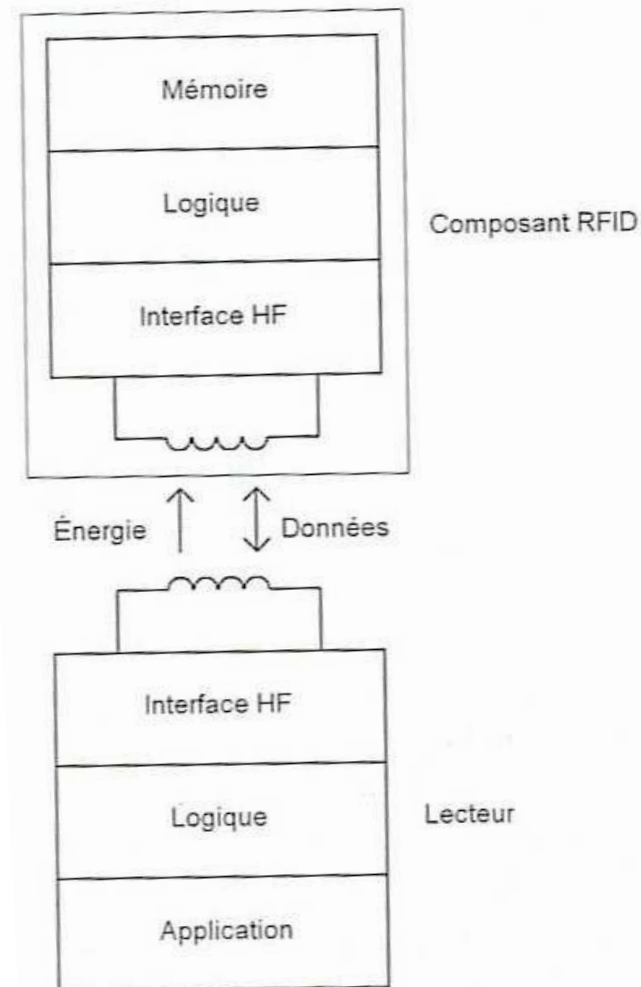 Mémoire
Logique
Composant RFID
Interface HF
Énergie
Données
Interface HF
Logique
Lecteur
Application